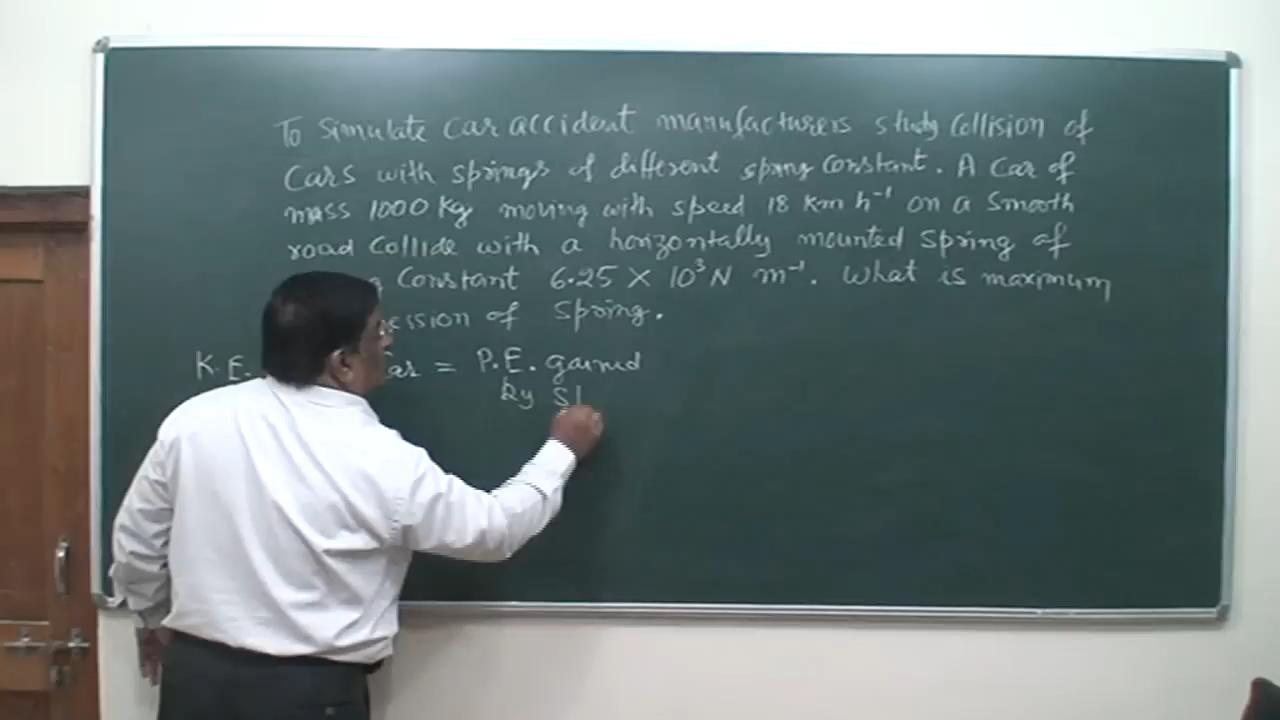 To simulate car accident manufacturers study Collision of
cars with springs of different spring Constant. A Car of
mass 1000 kg moving with speed 18 km h⁻¹ on a smooth
road Collide with a horizontally mounted spring of
Constant 6.25 × 10³ N m⁻¹. What is maximum
ession of spring.
K.E. Car = P.E. gained
by